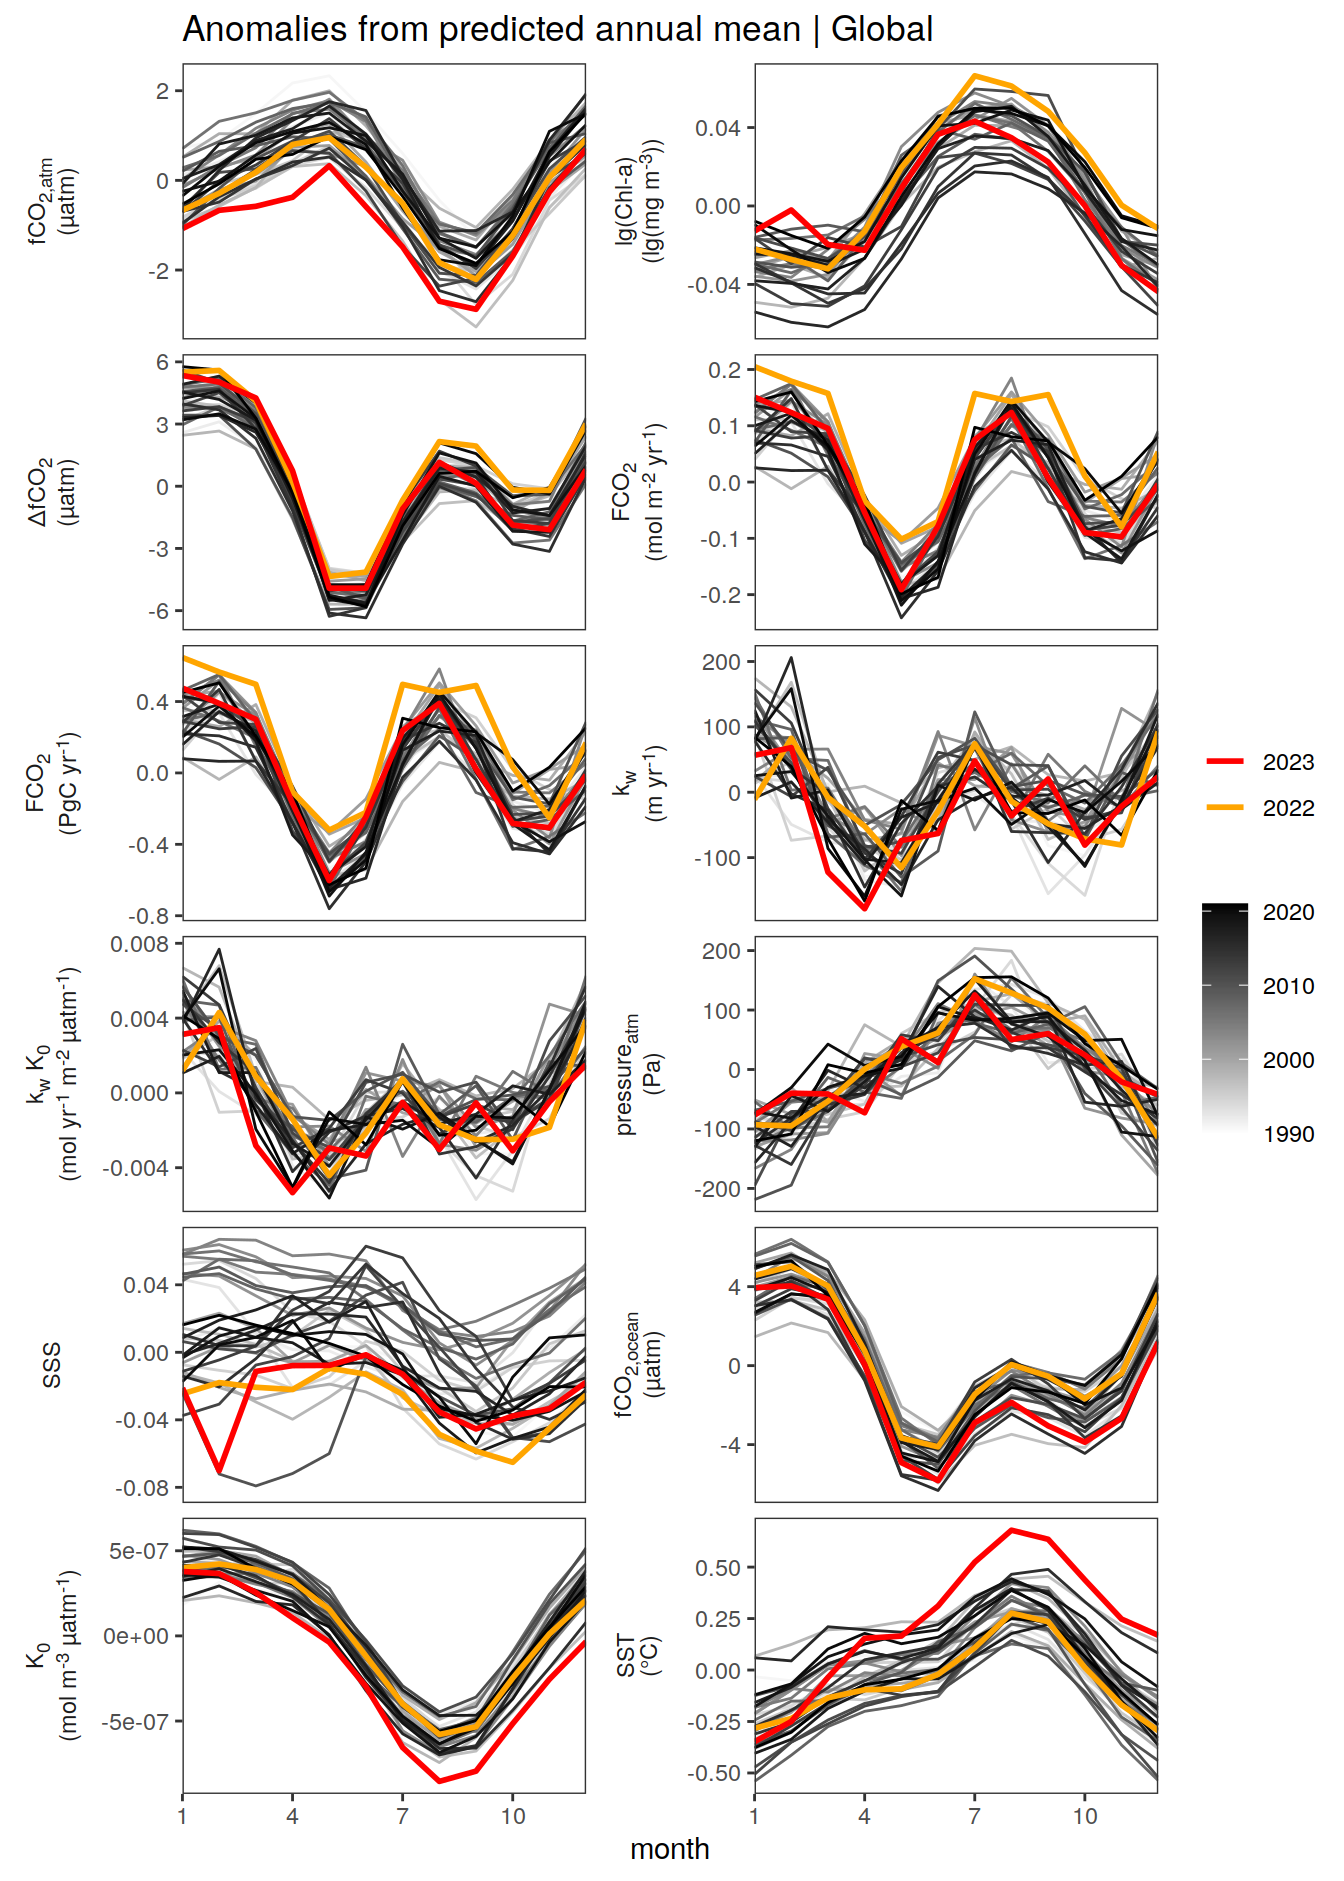 Anomalies from predicted annual mean | Global
fCO2,atm
(µatm)
2
0
-2
lg(Chl-a)
(lg(mg m-3))
0.04
0.00
-0.04
ΔfCO2
(µatm)
6
3
0
-3
-6
FCO2
(mol m-2 yr-1)
0.2
0.1
0.0
-0.1
-0.2
FCO2
(PgC yr-1)
0.4
0.0
-0.4
-0.8
kw
(m yr-1)
200
100
0
-100
kw K0
(mol yr-1 m-2 µatm-1)
0.008
0.004
0.000
-0.004
pressureatm
(Pa)
200
100
0
-100
-200
SSS
0.04
0.00
-0.04
-0.08
fCO2,ocean
(µatm)
4
0
-4
K0
(mol m-3 µatm-1)
5e-07
0e+00
-5e-07
SST
(°C)
0.50
0.25
0.00
-0.25
-0.50
1 4 7 10
1 4 7 10
month
2023
2022
2020
2010
2000
1990